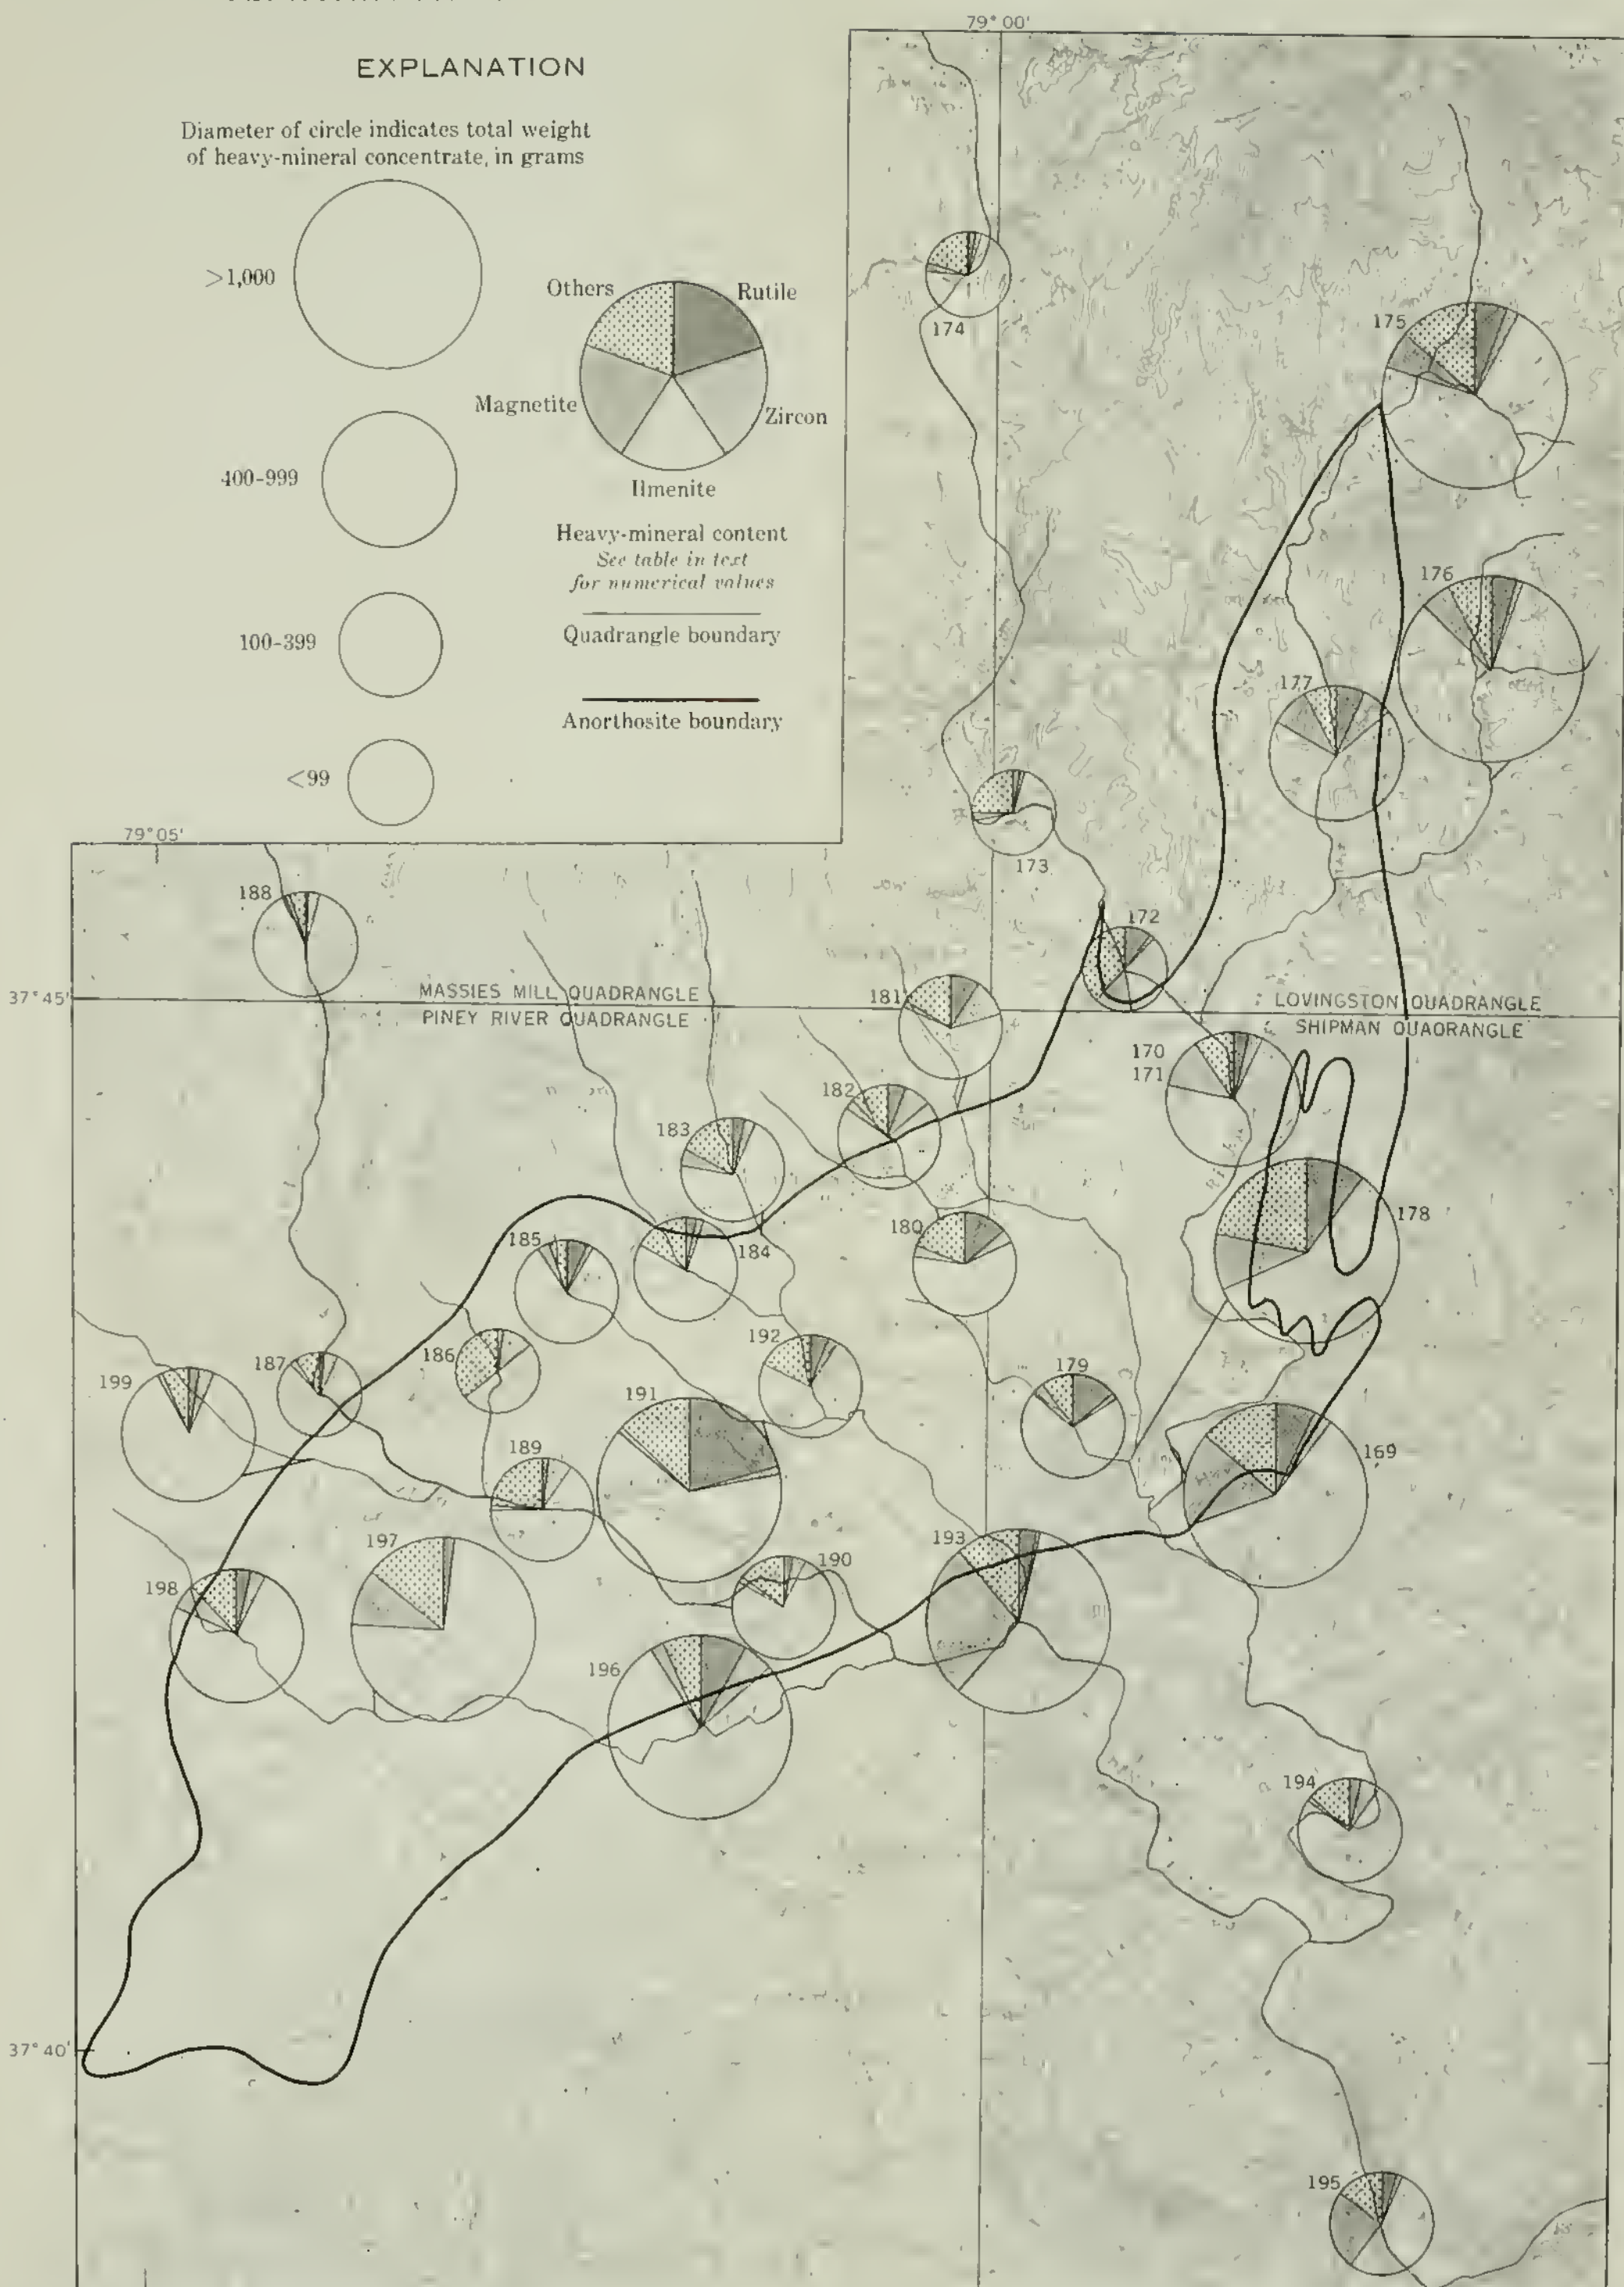 EXPLANATION
Diameter of circle indicates total weight
of heavy-mineral concentrate, in grams
>1,000
400-999
100-399
<99
Others
Rutile
Magnetite
Zircon
Ilmenite
Heavy-mineral content
See table in text
for numerical values
Quadrangle boundary
Anorthosite boundary
79°00'
174
175
176
177
173
79°05'
188
172
37°45'
MASSIES MILL QUADRANGLE
PINEY RIVER QUADRANGLE
181
LOVINGSTON QUADRANGLE
SHIPMAN QUADRANGLE
170
171
182
183
178
180
185
184
192
186
187
199
179
191
189
169
193
197
190
198
196
194
37°40'
195